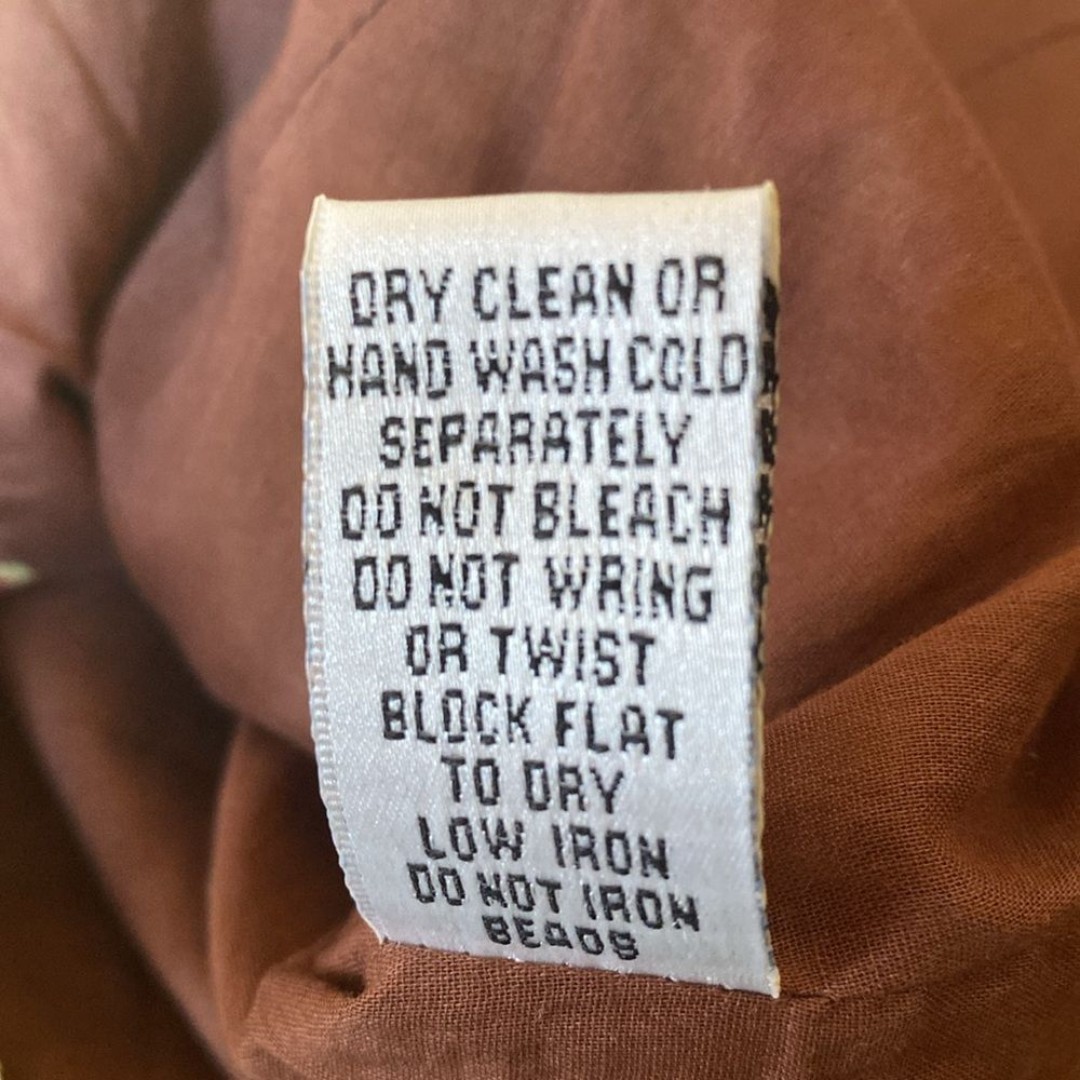 DRY CLEAN OR
HAND WASH COLD
SEPARATELY
DO NOT BLEACH
DO NOT WRING
OR TWIST
BLOCK FLAT
TO DRY
LOW IRON
DO NOT IRON
BEADS